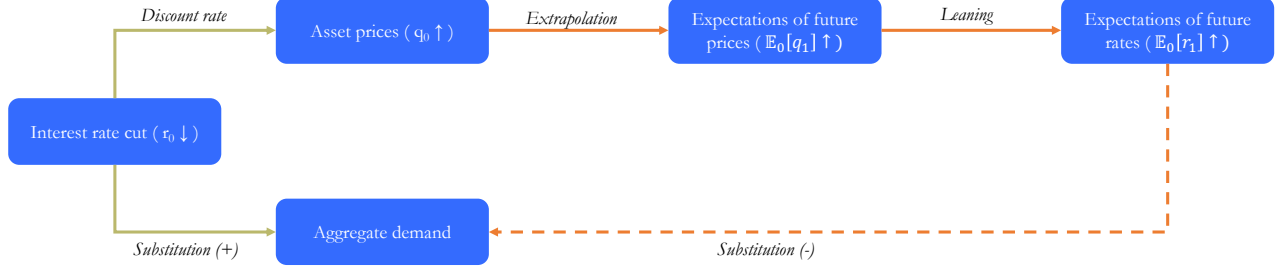 Discount rate
Asset prices ( q₀ ↑)
Extrapolation
Expectations of future
prices ( 𝔼₀[q₁] ↑)
Leaning
Expectations of future
rates ( 𝔼₀[r₁] ↑)
Interest rate cut ( r₀ ↓)
Substitution (+)
Aggregate demand
Substitution (-)